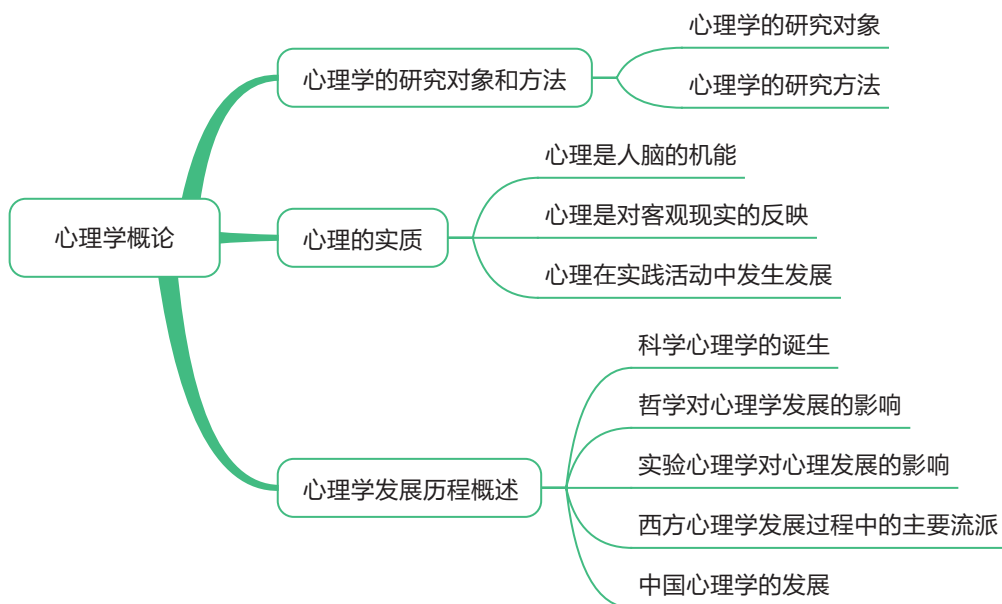 心理学概论
心理学的研究对象和方法
心理学的研究对象
心理学的研究方法
心理的实质
心理是人脑的机能
心理是对客观现实的反映
心理在实践活动中发生发展
心理学发展历程概述
科学心理学的诞生
哲学对心理学发展的影响
实验心理学对心理发展的影响
西方心理学发展过程中的主要流派
中国心理学的发展